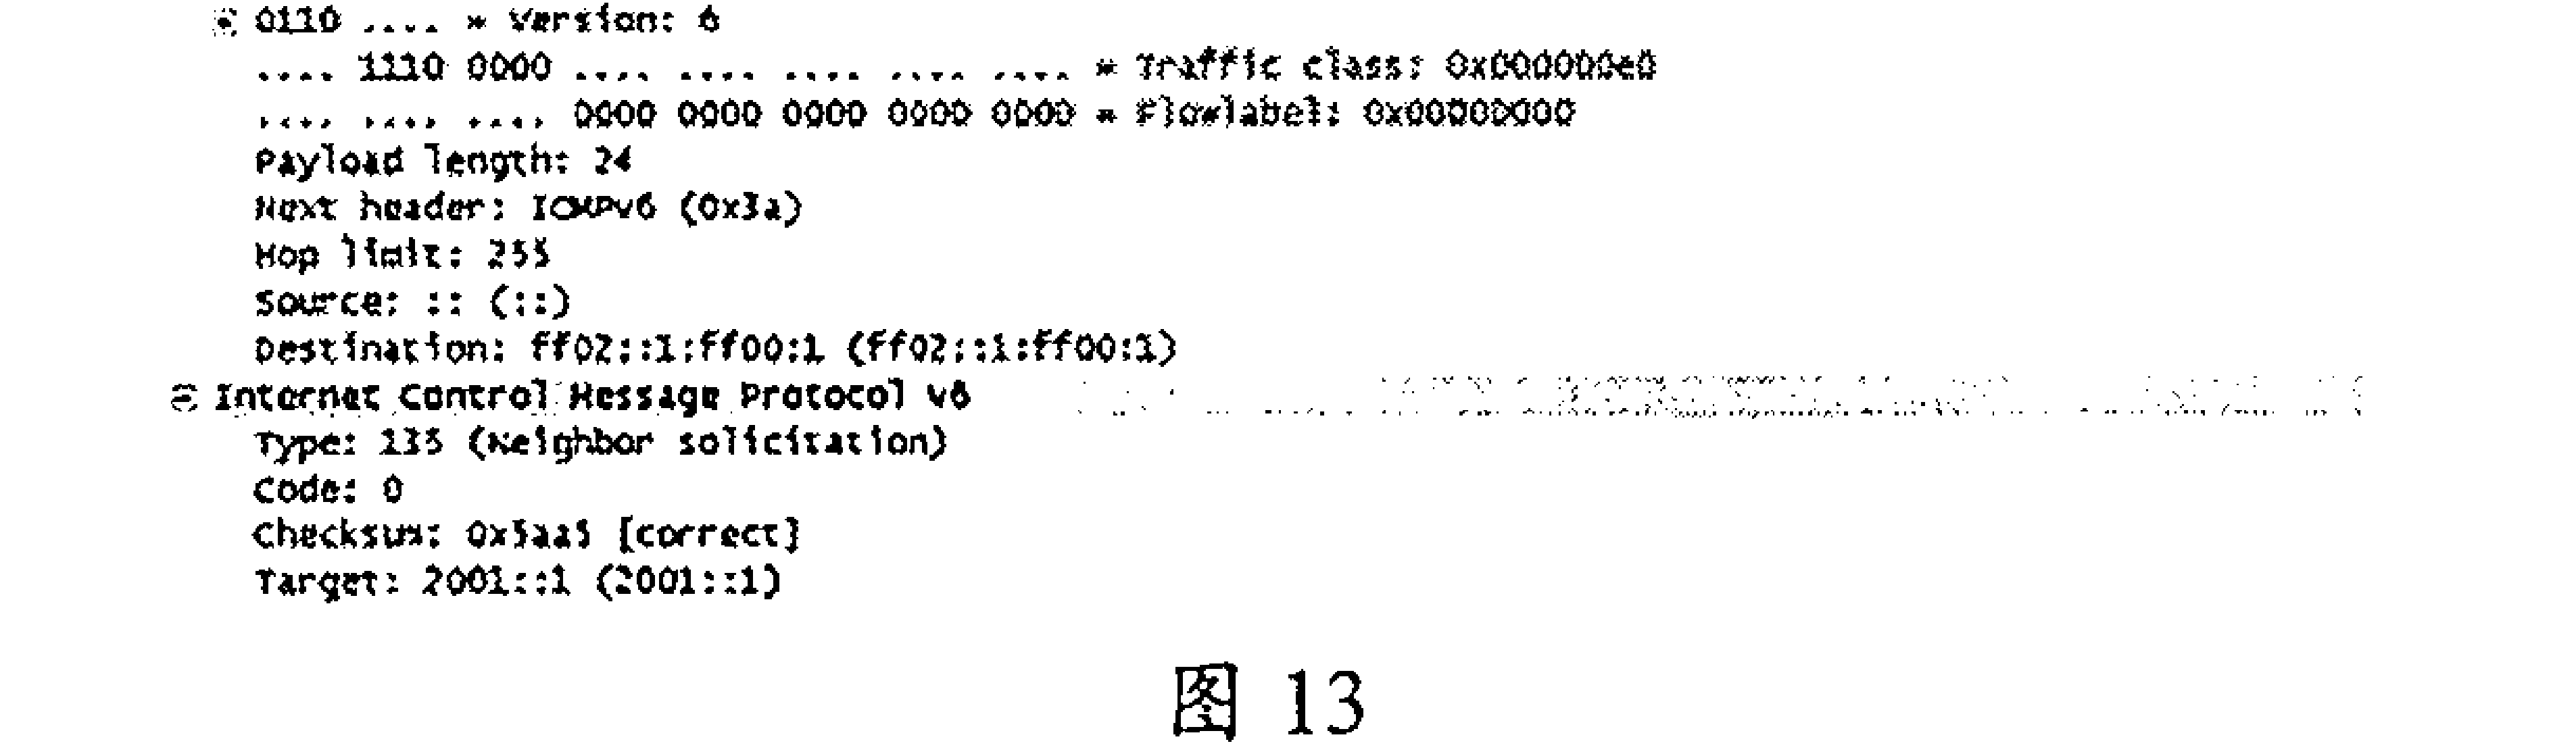 0110 .... = Version: 6
.... 1110 0000 .... .... .... .... .... = Traffic class: 0x000000e0
.... .... .... 0000 0000 0000 0000 0000 = Flowlabel: 0x00000000
Payload length: 24
Next header: ICMPv6 (0x3a)
Hop limit: 255
Source: :: (::)
Destination: ff02::1:ff00:1 (ff02::1:ff00:1)
Internet Control Message Protocol v6
Type: 135 (Neighbor solicitation)
Code: 0
Checksum: 0x5aa5 [correct]
Target: 2001::1 (2001::1)
图 13